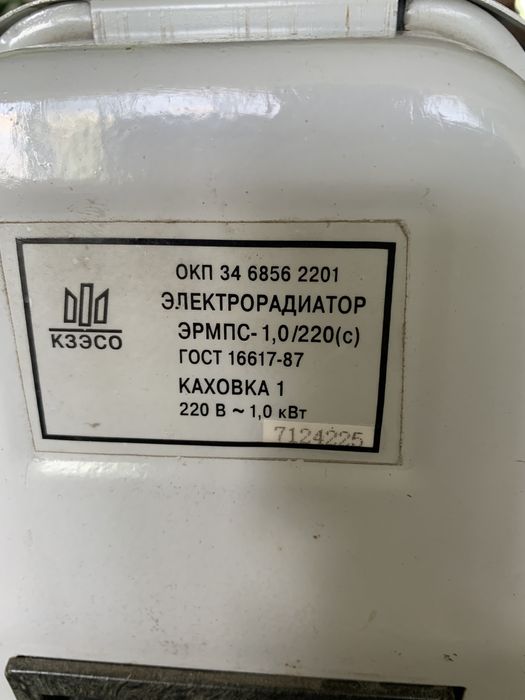 КЗЭСО
ОКП 34 6856 2201
ЭЛЕКТРОРАДИАТОР
ЭРМПС-1,0/220(с)
ГОСТ 16617-87
КАХОВКА 1
220 В ~ 1,0 кВт
7124225